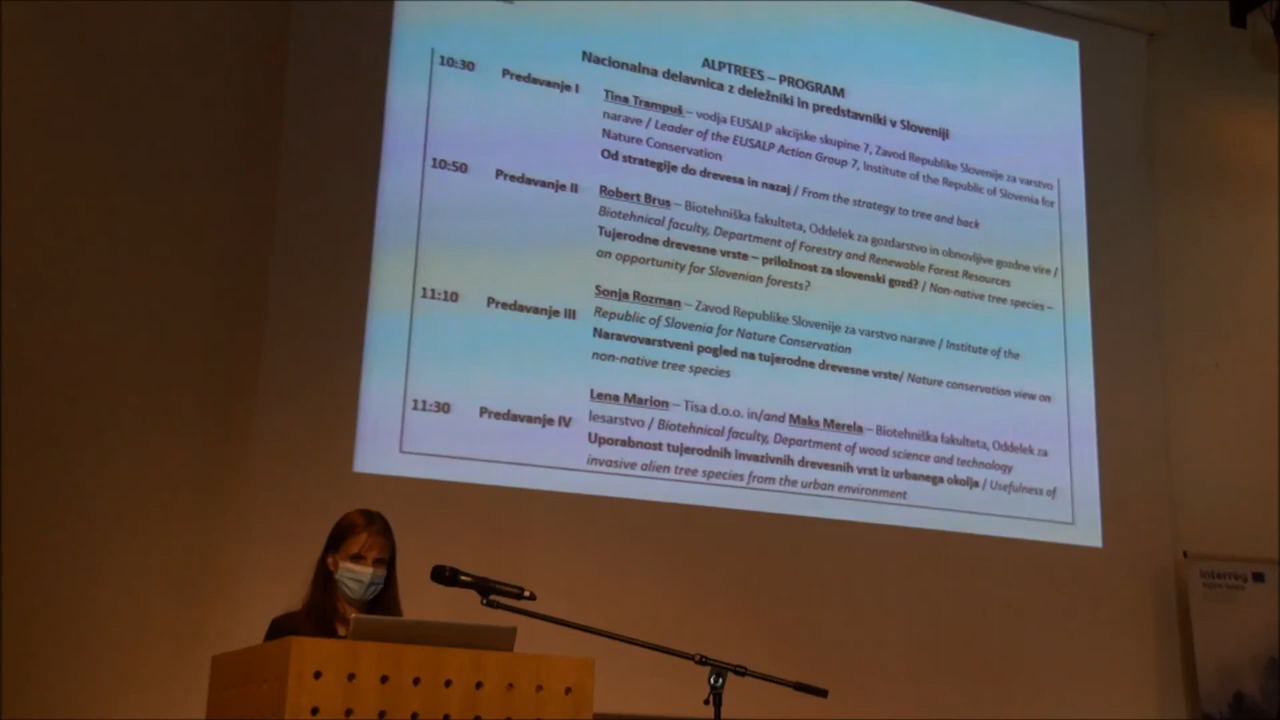 ALPTREES – PROGRAM
Nacionalna delavnica z deležniki in predstavniki v Sloveniji
10:30
Predavanje I
Tina Trampuš – vodja EUSALP akcijske skupine 7, Zavod Republike Slovenije za varstvo
narave / Leader of the EUSALP Action Group 7, Institute of the Republic of Slovenia for
Nature Conservation
Od strategije do drevesa in nazaj / From the strategy to tree and back
10:50
Predavanje II
Robert Brus – Biotehniška fakulteta, Oddelek za gozdarstvo in obnovljive gozdne vire /
Biotehnical faculty, Department of Forestry and Renewable Forest Resources
Tujerodne drevesne vrste – priložnost za slovenski gozd? / Non-native tree species –
an opportunity for Slovenian forests?
11:10
Predavanje III
Sonja Rozman – Zavod Republike Slovenije za varstvo narave / Institute of the
Republic of Slovenia for Nature Conservation
Naravovarstveni pogled na tujerodne drevesne vrste/ Nature conservation view on
non-native tree species
11:30
Predavanje IV
Lena Marion – Tisa d.o.o. in/and Maks Merela – Biotehniška fakulteta, Oddelek za
lesarstvo / Biotehnical faculty, Department of wood science and technology
Uporabnost tujerodnih invazivnih drevesnih vrst iz urbanega okolja / Usefulness of
invasive alien tree species from the urban environment
Interreg